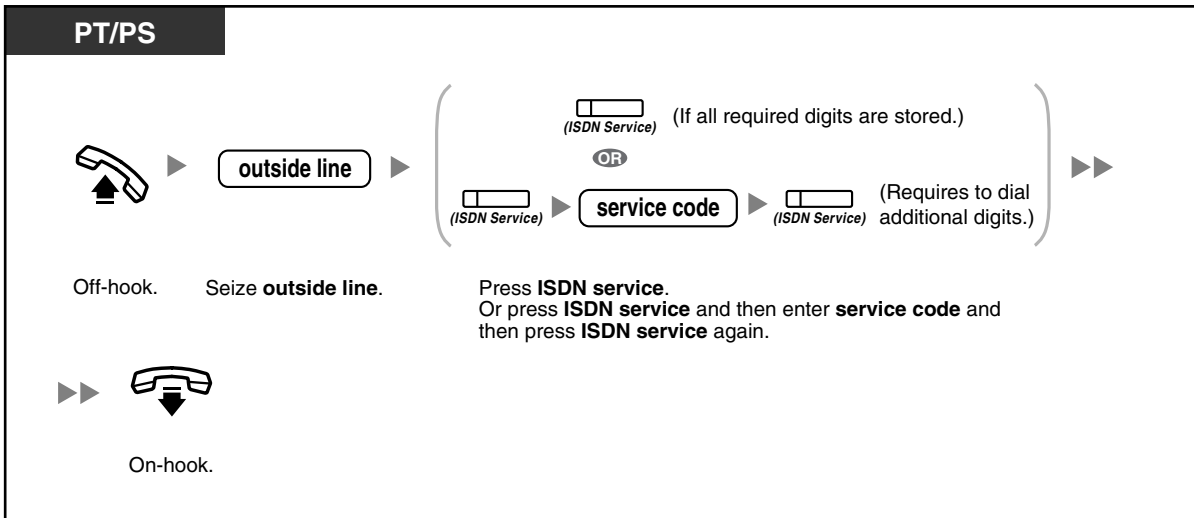 PT/PS
(ISDN Service) (If all required digits are stored.)
OR
outside line
(ISDN Service) service code (ISDN Service) (Requires to dial
additional digits.)
Off-hook.
Seize outside line.
Press ISDN service.
Or press ISDN service and then enter service code and
then press ISDN service again.
On-hook.